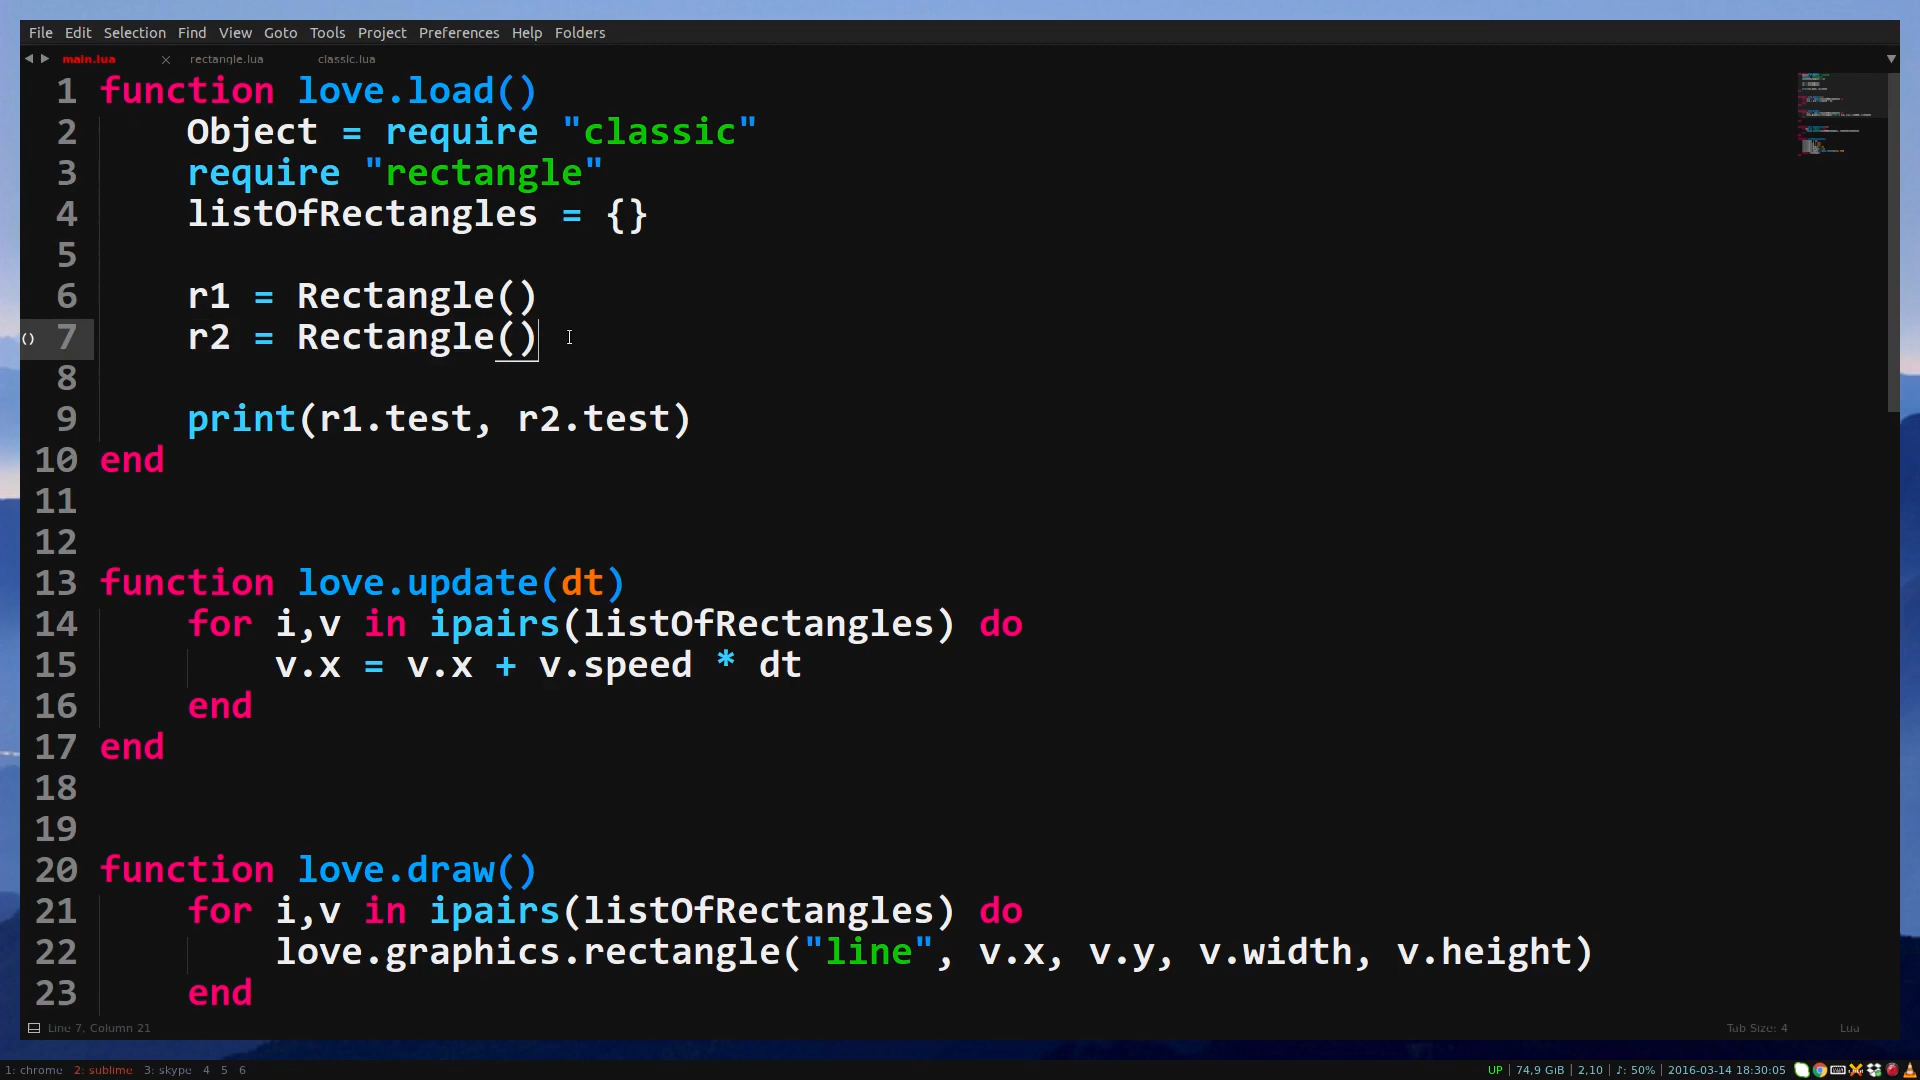 File Edit Selection Find View Goto Tools Project Preferences Help Folders
main.lua rectangle.lua classic.lua
1 function love.load()
2 Object = require "classic"
3 require "rectangle"
4 listOfRectangles = {}
5
6 r1 = Rectangle()
() 7 r2 = Rectangle()
8
9 print(r1.test, r2.test)
10 end
11
12
13 function love.update(dt)
14 for i,v in ipairs(listOfRectangles) do
15 v.x = v.x + v.speed * dt
16 end
17 end
18
19
20 function love.draw()
21 for i,v in ipairs(listOfRectangles) do
22 love.graphics.rectangle("line", v.x, v.y, v.width, v.height)
23 end
Line 7, Column 21 Tab Size: 4 Lua
1: chrome 2: sublime 3: skype 4 5 6 UP | 74,9 GiB | 2,10 | ♪: 50% | 2016-03-14 18:30:05